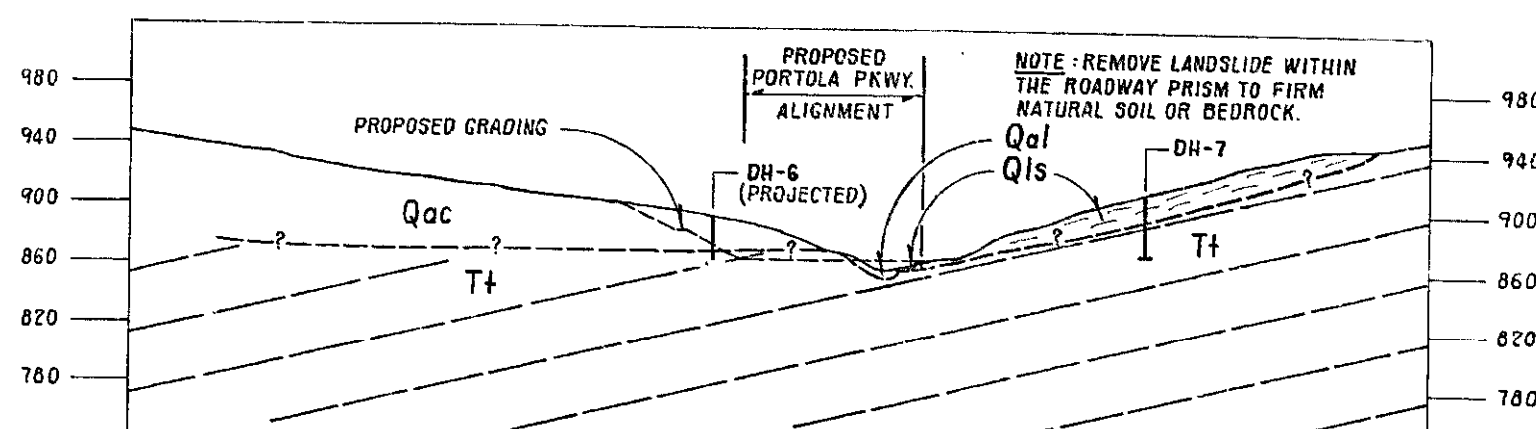 PROPOSED
PORTOLA PKWY.
ALIGNMENT
NOTE: REMOVE LANDSLIDE WITHIN
THE ROADWAY PRISM TO FIRM
NATURAL SOIL OR BEDROCK.
980
940
900
860
820
780
PROPOSED GRADING
DH-6
(PROJECTED)
Qal
Qls
DH-7
Qac
?
?
?
?
?
Tf
Tf
980
940
900
860
820
780